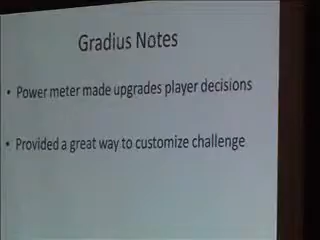 Gradius Notes
• Power meter made upgrades player decisions
• Provided a great way to customize challenge